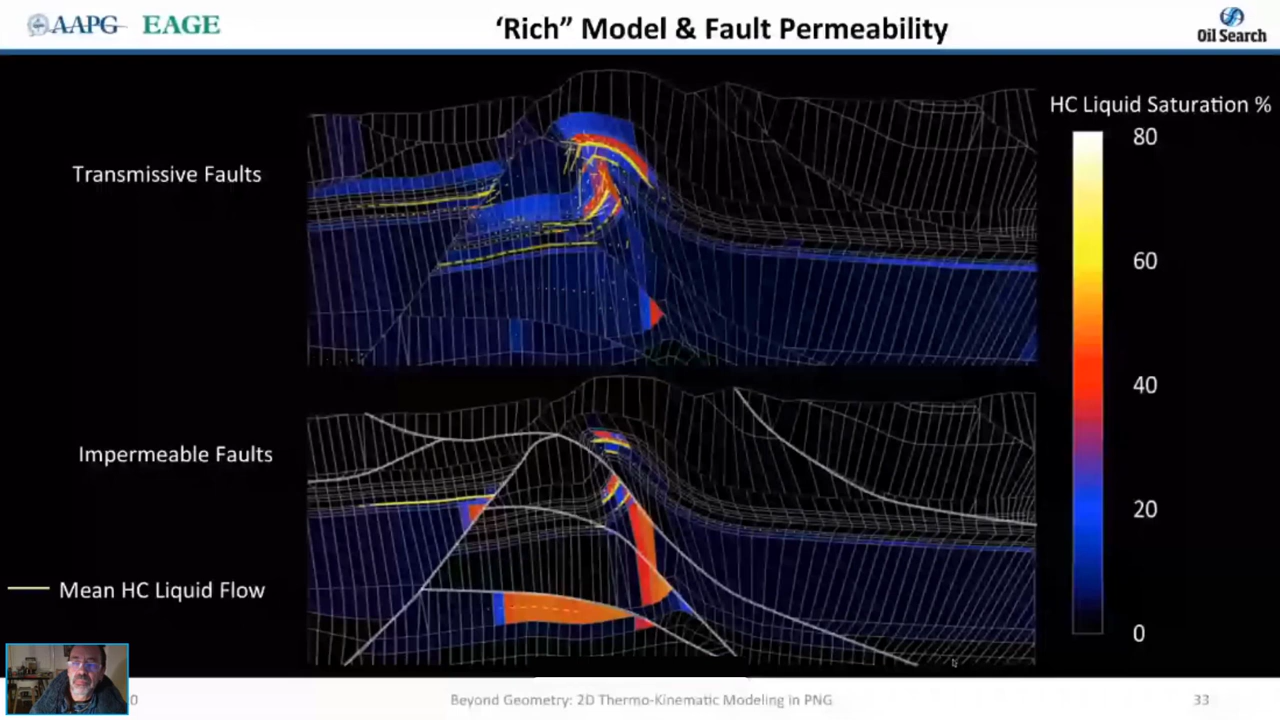 AAPG EAGE
‘Rich” Model & Fault Permeability
Oil Search
HC Liquid Saturation %
80
60
40
20
0
Transmissive Faults
Impermeable Faults
Mean HC Liquid Flow
0
Beyond Geometry: 2D Thermo-Kinematic Modeling in PNG
33